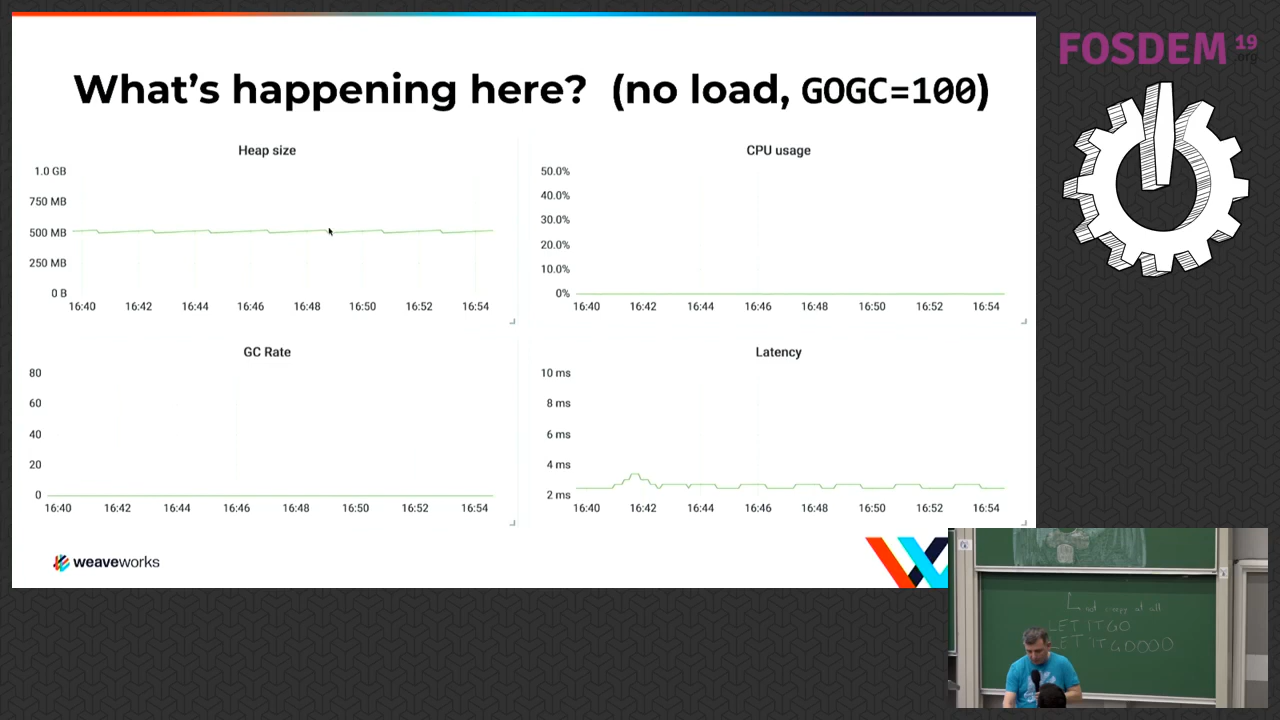 What's happening here? (no load, GOGC=100)
Heap size
1.0 GB
750 MB
500 MB
250 MB
0 B
16:40 16:42 16:44 16:46 16:48 16:50 16:52 16:54
CPU usage
50.0%
40.0%
30.0%
20.0%
10.0%
0%
16:40 16:42 16:44 16:46 16:48 16:50 16:52 16:54
GC Rate
80
60
40
20
0
16:40 16:42 16:44 16:46 16:48 16:50 16:52 16:54
Latency
10 ms
8 ms
6 ms
4 ms
2 ms
16:40 16:42 16:44 16:46 16:48 16:50 16:52 16:54
weaveworks
FOSDEM 19
.org
not at all
LET IT GO
LET IT GOOOO